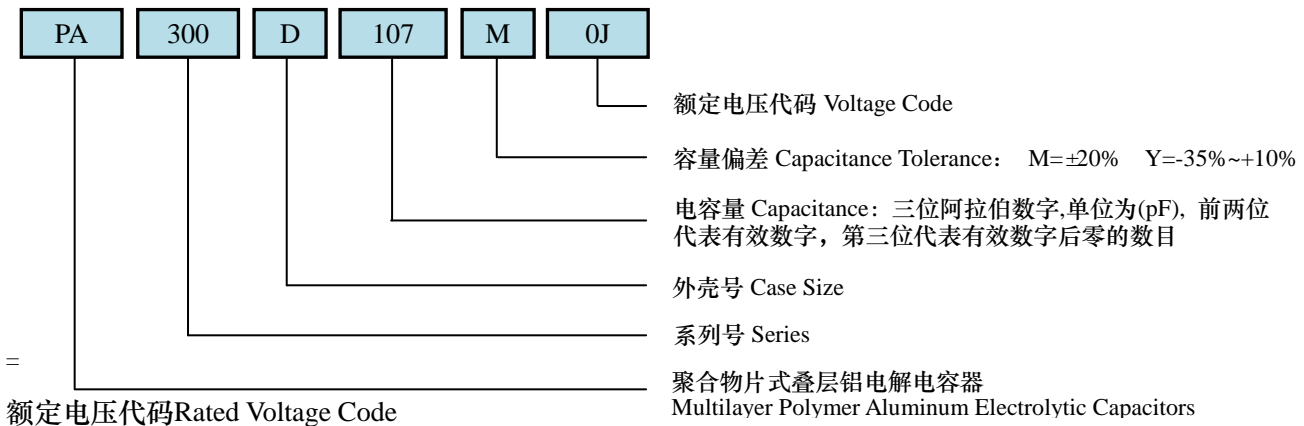 PA 300 D 107 M 0J
额定电压代码 Voltage Code
容量偏差 Capacitance Tolerance： M=±20% Y=-35%~+10%
电容量 Capacitance：三位阿拉伯数字,单位为(pF), 前两位
代表有效数字，第三位代表有效数字后零的数目
外壳号 Case Size
系列号 Series
=
聚合物片式叠层铝电解电容器
Multilayer Polymer Aluminum Electrolytic Capacitors
额定电压代码Rated Voltage Code